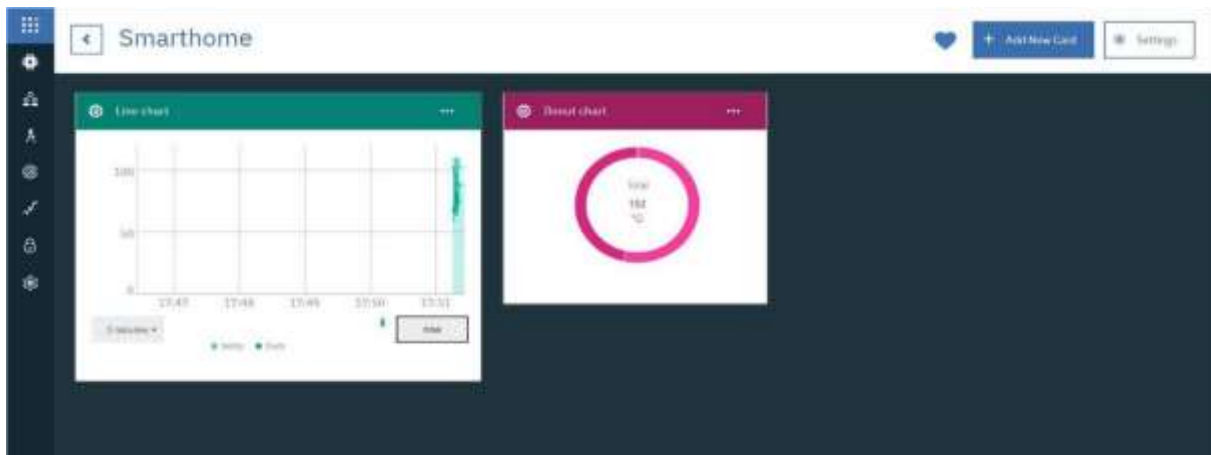 Smarthome
+ Add New Card
Settings
Line chart
Donut chart
100
50
0
17:47 17:48 17:49 17:50 17:51
Total
°C